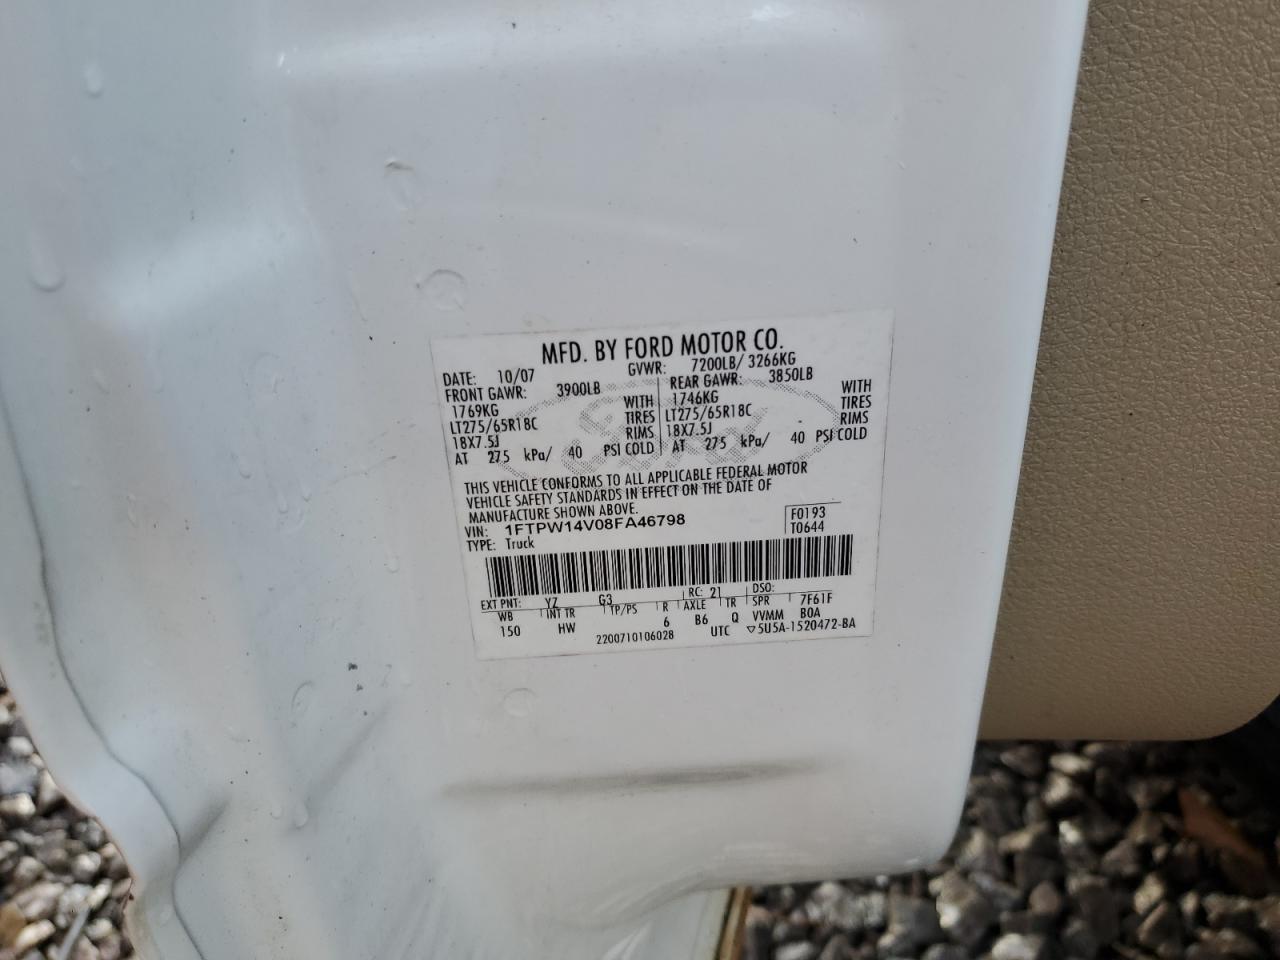 MFD. BY FORD MOTOR CO.
DATE: 10/07 GVWR: 7200LB/ 3266KG
FRONT GAWR: 3900LB REAR GAWR: 3850LB
1769KG WITH 1746KG WITH
LT275/65R18C TIRES LT275/65R18C TIRES
18X7.5J RIMS 18X7.5J RIMS
AT 275 kPa/ 40 PSI COLD AT 275 kPa/ 40 PSI COLD
Ford
THIS VEHICLE CONFORMS TO ALL APPLICABLE FEDERAL MOTOR
VEHICLE SAFETY STANDARDS IN EFFECT ON THE DATE OF
MANUFACTURE SHOWN ABOVE.
VIN: 1FTPW14V08FA46798 F0193
TYPE: Truck T0644
EXT PNT: YZ G3 RC: 21 DSO:
WB INT TR TP/PS R AXLE TR SPR 7F61F
150 HW 6 B6 Q VVMM BOA
2200710106028 UTC ▽5U5A-1520472-BA